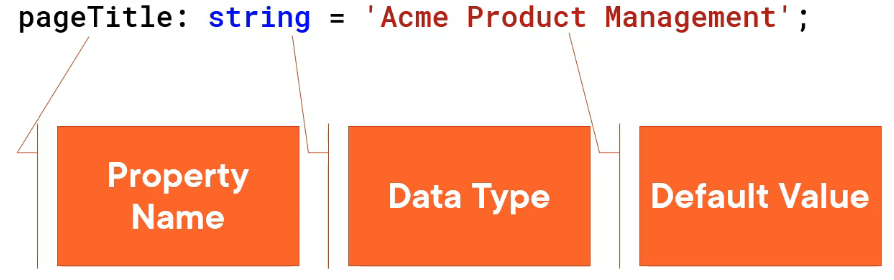 pageTitle: string = 'Acme Product Management';
Property
Name
Data Type
Default Value